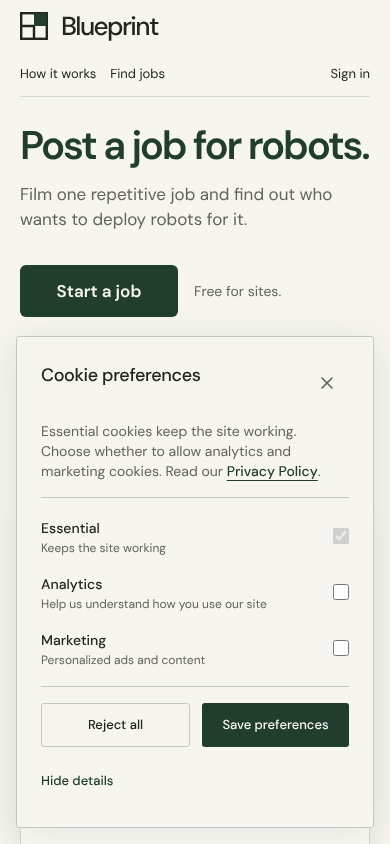 Blueprint
How it works Find jobs Sign in
Post a job for robots.
Film one repetitive job and find out who
wants to deploy robots for it.
Start a job Free for sites.
Cookie preferences
Essential cookies keep the site working.
Choose whether to allow analytics and
marketing cookies. Read our Privacy Policy.
Essential
Keeps the site working
Analytics
Help us understand how you use our site
Marketing
Personalized ads and content
Reject all Save preferences
Hide details